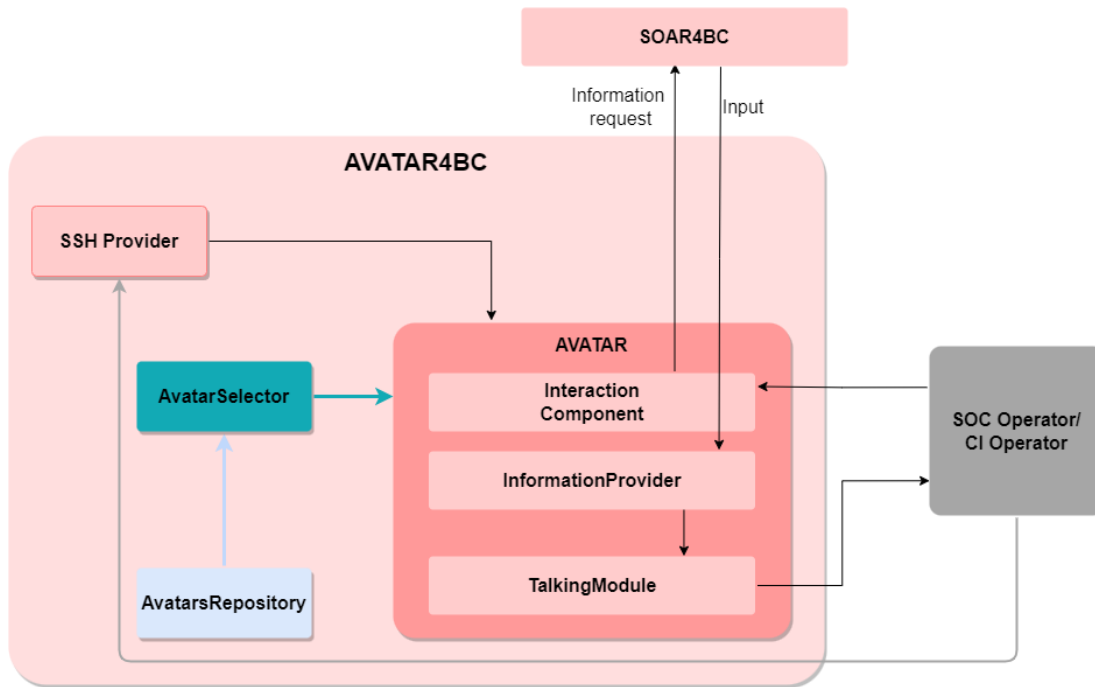 SOAR4BC
Information
request
Input
AVATAR4BC
SSH Provider
AVATAR
AvatarSelector
Interaction
Component
SOC Operator/
CI Operator
InformationProvider
AvatarsRepository
TalkingModule